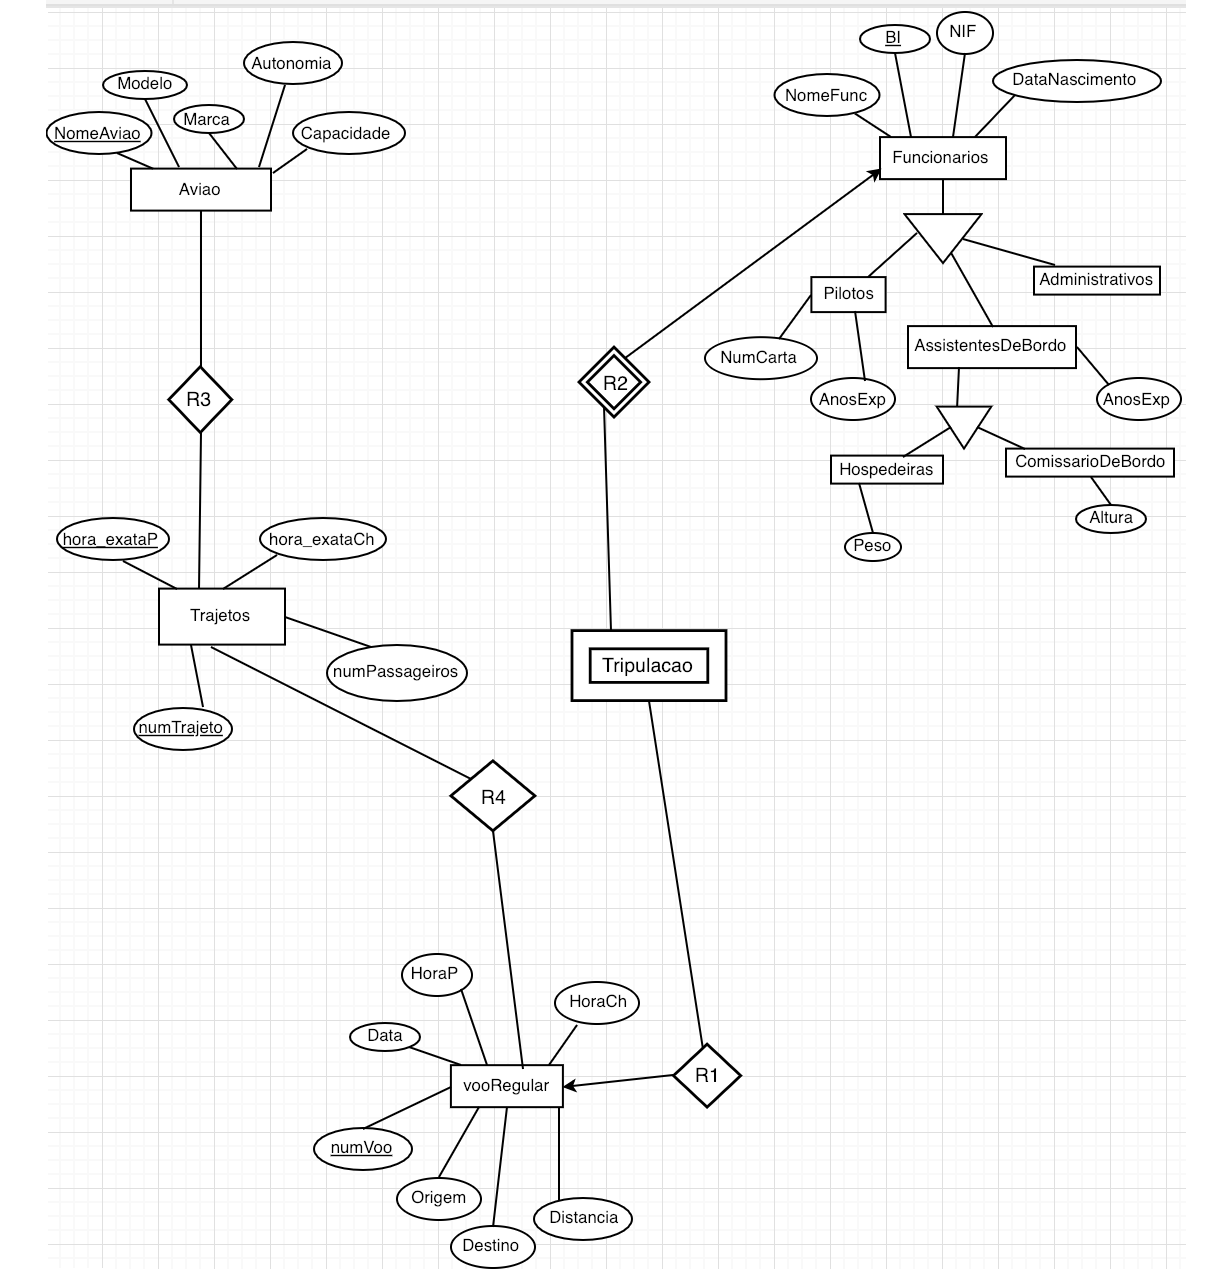 BI
NIF
Autonomia
Modelo
DataNascimento
NomeFunc
Marca
NomeAviao
Capacidade
Funcionarios
Aviao
Administrativos
Pilotos
AssistentesDeBordo
NumCarta
R2
R3
AnosExp
AnosExp
Hospedeiras
ComissarioDeBordo
Altura
hora_exataP
hora_exataCh
Peso
Trajetos
Tripulacao
numPassageiros
numTrajeto
R4
HoraP
HoraCh
Data
R1
vooRegular
numVoo
Origem
Distancia
Destino